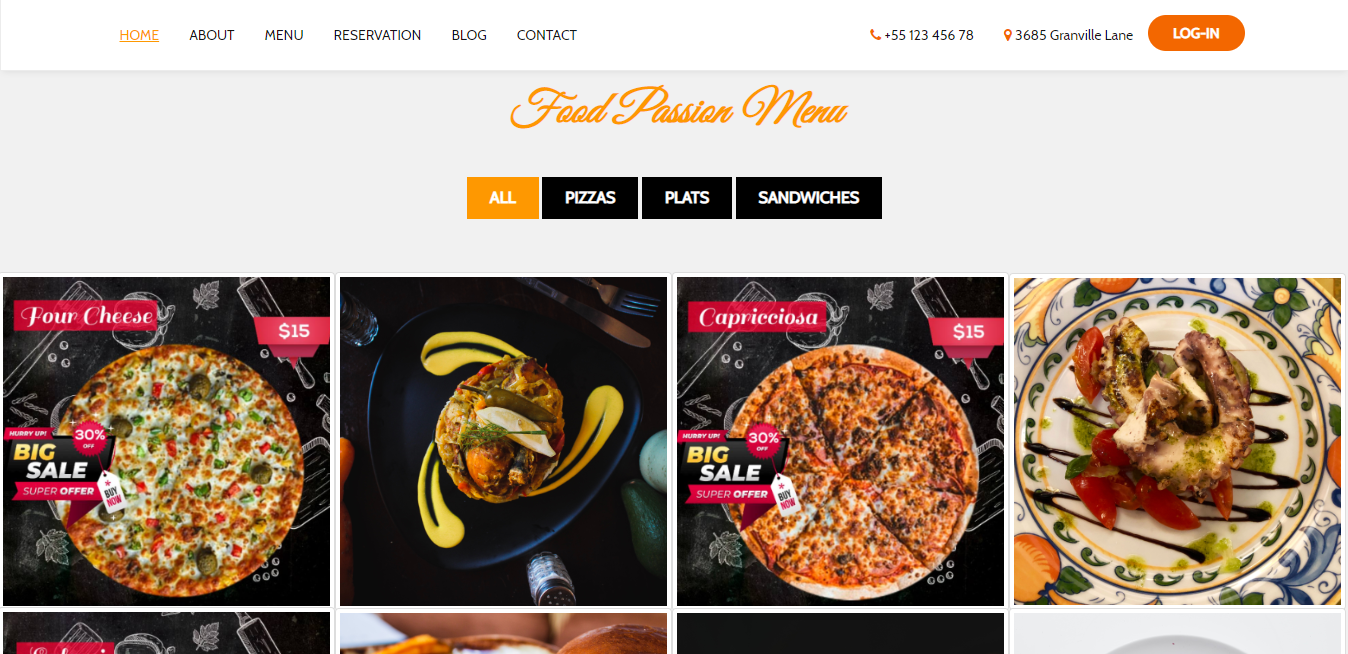 HOME ABOUT MENU RESERVATION BLOG CONTACT +55 123 456 78 3685 Granville Lane LOG-IN
Food Passion Menu
ALL PIZZAS PLATS SANDWICHES
Four Cheese
$15
HURRY UP!
30%
OFF
BIG
SALE
SUPER OFFER
BUY
NOW
Capricciosa
$15
HURRY UP!
30%
OFF
BIG
SALE
SUPER OFFER
BUY
NOW